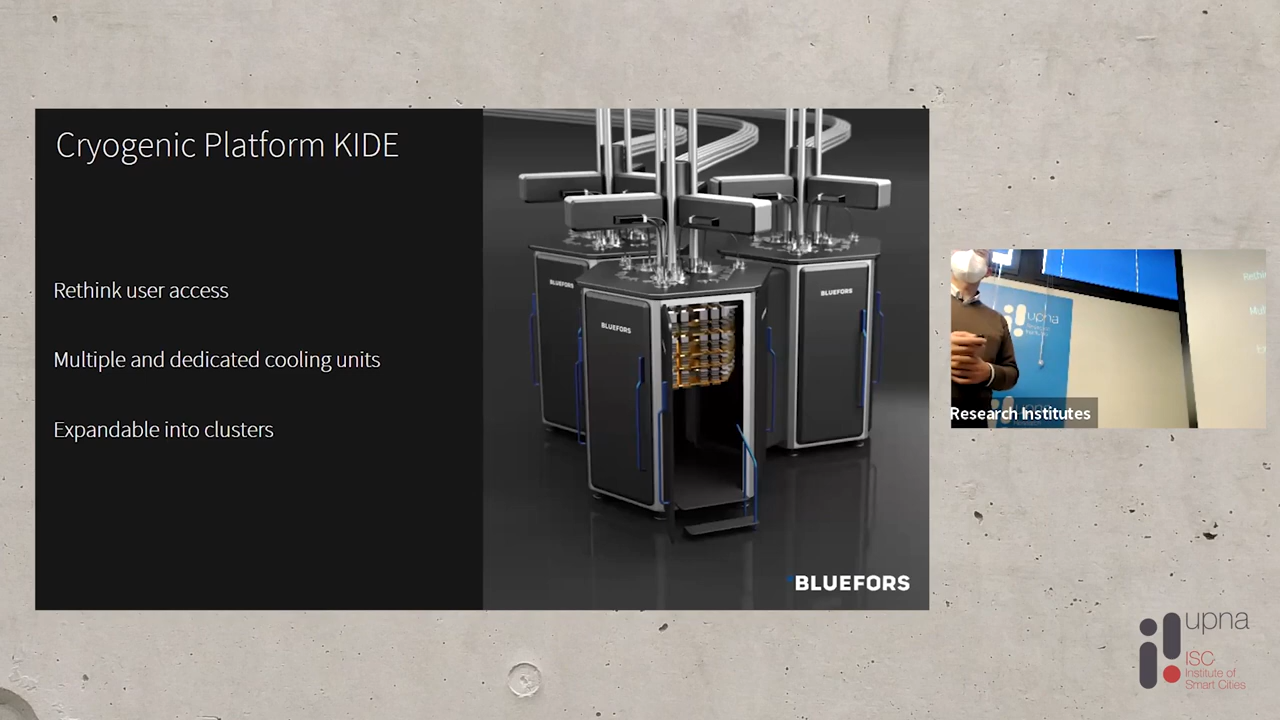 Cryogenic Platform KIDE
Rethink user access
Multiple and dedicated cooling units
Expandable into clusters
BLUEFORS
BLUEFORS
BLUEFORS
BLUEFORS
upna
Research Institutes
upna
ISC
Institute of
Smart Cities